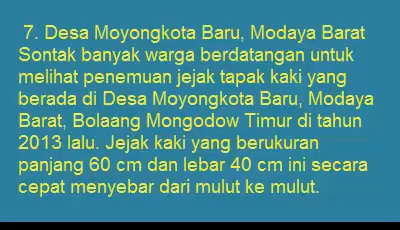 7. Desa Moyongkota Baru, Modaya Barat
Sontak banyak warga berdatangan untuk
melihat penemuan jejak tapak kaki yang
berada di Desa Moyongkota Baru, Modaya
Barat, Bolaang Mongodow Timur di tahun
2013 lalu. Jejak kaki yang berukuran
panjang 60 cm dan lebar 40 cm ini secara
cepat menyebar dari mulut ke mulut.